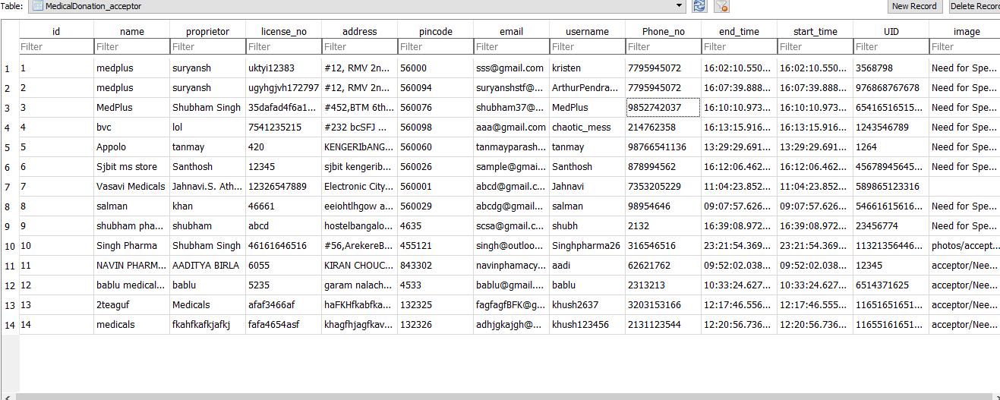 Table: MedicalDonation_acceptor New Record Delete Recor
id name proprietor license_no address pincode email username Phone_no end_time start_time UID image
Filter Filter Filter Filter Filter Filter Filter Filter Filter Filter Filter Filter Filter
1 1 medplus suryansh uktyi12383 #12, RMV 2n... 56000 sss@gmail.com kristen 7795945072 16:02:10.550... 16:02:10.550... 3568798 Need for Spe...
2 2 medplus suryansh ugyhgjvh172797 #12, RMV 2n... 560094 suryanshstf@... ArthurPendra... 7795945072 16:07:39.888... 16:07:39.888... 976868767678 Need for Spe...
3 3 MedPlus Shubham Singh 35dafad4f6a1... #452,BTM 6th... 560076 shubham37@... MedPlus 9852742037 16:10:10.973... 16:10:10.973... 65416516515... Need for Spe...
4 4 bvc lol 7541235215 #232 bcSFJ ... 560098 aaa@gmail.com chaotic_mess 214762358 16:13:15.916... 16:13:15.916... 1243546789 Need for Spe...
5 5 Appolo tanmay 420 KENGERIbANG... 560060 tanmayparash... tanmay 98766541136 13:29:29.691... 13:29:29.691... 1264 Need for Spe...
6 6 Sjbit ms store Santhosh 12345 sjbit kengerib... 560026 sample@gmai... Santhosh 878994562 16:12:06.462... 16:12:06.462... 45678945645... Need for Spe...
7 7 Vasavi Medicals Jahnavi.S. Ath... 12326547889 Electronic City... 560001 abcd@gmail.c... Jahnavi 7353205229 11:04:23.852... 11:04:23.852... 589865123316
8 8 salman khan 46661 eeiohtlhgow a... 560029 abcdg@gmail... salman 98954646 09:07:57.626... 09:07:57.626... 54661615616... Need for Spe...
9 9 shubham pha... shubham abcd hostelbangalo... 4635 scsa@gmail.c... shubh 2132 16:39:08.972... 16:39:08.972... 23456774 Need for Spe...
10 10 Singh Pharma Shubham Singh 46161646516 #56,ArekereB... 455121 singh@outloo... Singhpharma26 316546516 23:21:54.369... 23:21:54.369... 11321356446... photos/accept...
11 11 NAVIN PHARM... AADITYA BIRLA 6055 KIRAN CHOUC... 843302 navinphamacy... aadi 62621762 09:52:02.038... 09:52:02.038... 12345 acceptor/Nee...
12 12 bablu medical... bablu 5235 garam nalach... 4533 bablu@gmail.... bablu 2313213 10:33:24.627... 10:33:24.627... 6514371625 acceptor/Nee...
13 13 2teaguf Medicals afaf3466af haFKHfkabfka... 132325 fagfagfBFK@g... khush2637 3203153166 12:17:46.556... 12:17:46.555... 11651651651... acceptor/Nee...
14 14 medicals fkahfkafkjafkj fafa4654asf khagfhjagfkav... 132326 adhjgkajgh@... khush123456 2131123544 12:20:56.736... 12:20:56.736... 11655161651... acceptor/Nee...